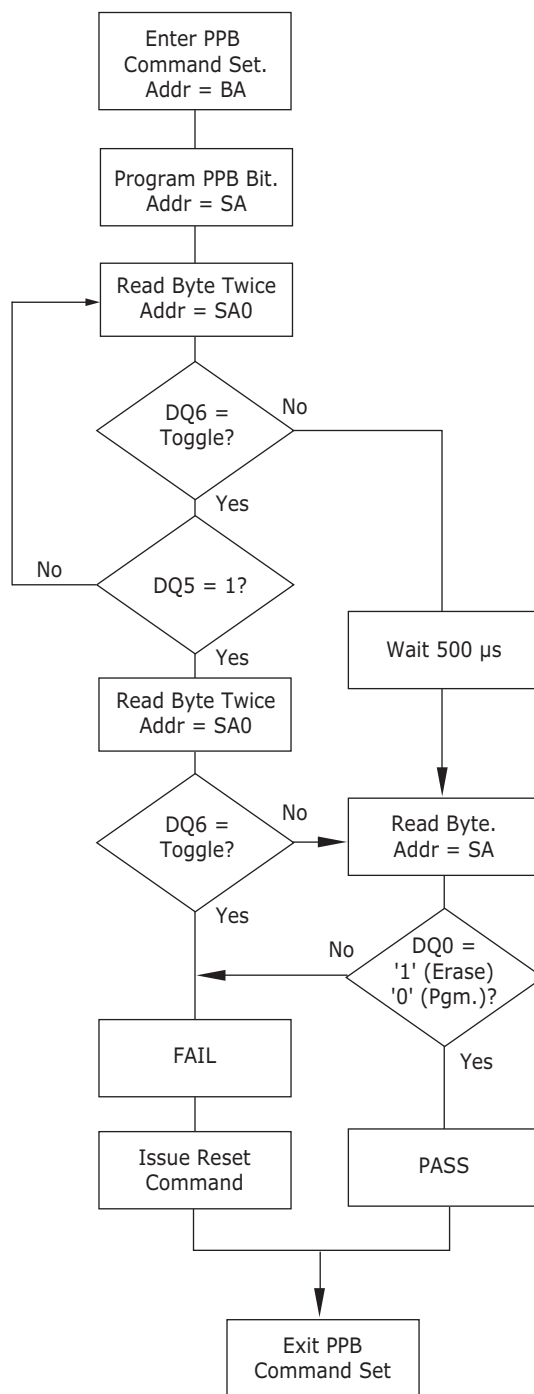 Enter PPB
Command Set.
Addr = BA
Program PPB Bit.
Addr = SA
Read Byte Twice
Addr = SA0
DQ6 =
Toggle?
No
Yes
DQ5 = 1?
No
Yes
Wait 500 µs
Read Byte Twice
Addr = SA0
DQ6 =
Toggle?
No
Yes
Read Byte.
Addr = SA
DQ0 =
'1' (Erase)
'0' (Pgm.)?
No
Yes
FAIL
Issue Reset
Command
PASS
Exit PPB
Command Set